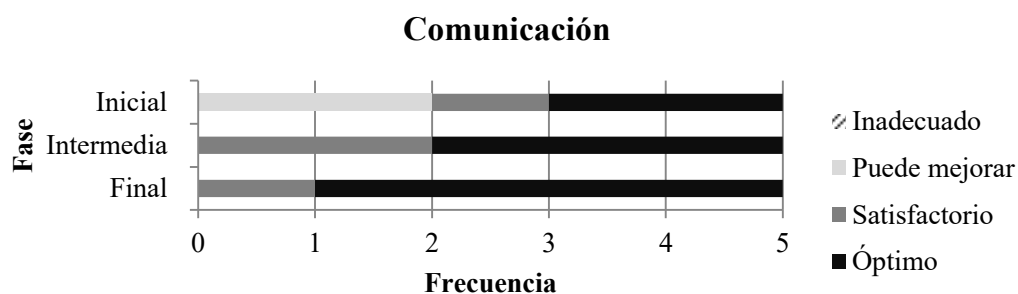 Comunicación
Fase
Inicial
Intermedia
Final
0 1 2 3 4 5
Frecuencia
Inadecuado
Puede mejorar
Satisfactorio
Óptimo